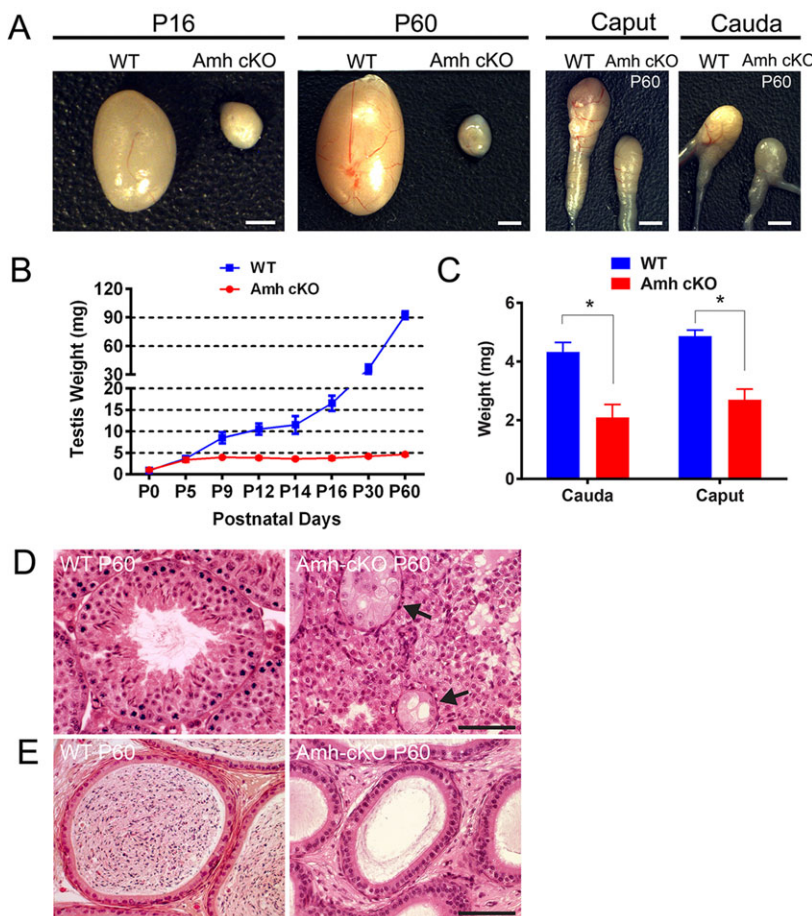 A
P16
P60
Caput
Cauda
WT
Amh cKO
WT
Amh cKO
WT
Amh cKO
P60
WT
Amh cKO
P60
B
WT
Amh cKO
Testis Weight (mg)
120
90
60
30
20
15
10
5
0
P0 P5 P9 P12 P14 P16 P30 P60
Postnatal Days
C
WT
Amh cKO
Weight (mg)
6
4
2
0
*
*
Cauda
Caput
D
WT P60
Amh-cKO P60
E
WT P60
Amh-cKO P60